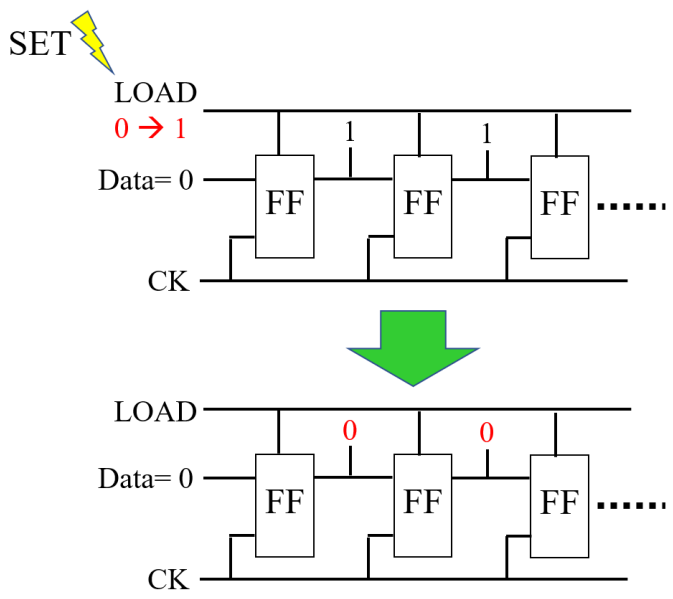 SET
LOAD
0 → 1
1 1
Data= 0
FF FF FF ......
CK
LOAD
0 0
Data= 0
FF FF FF ......
CK